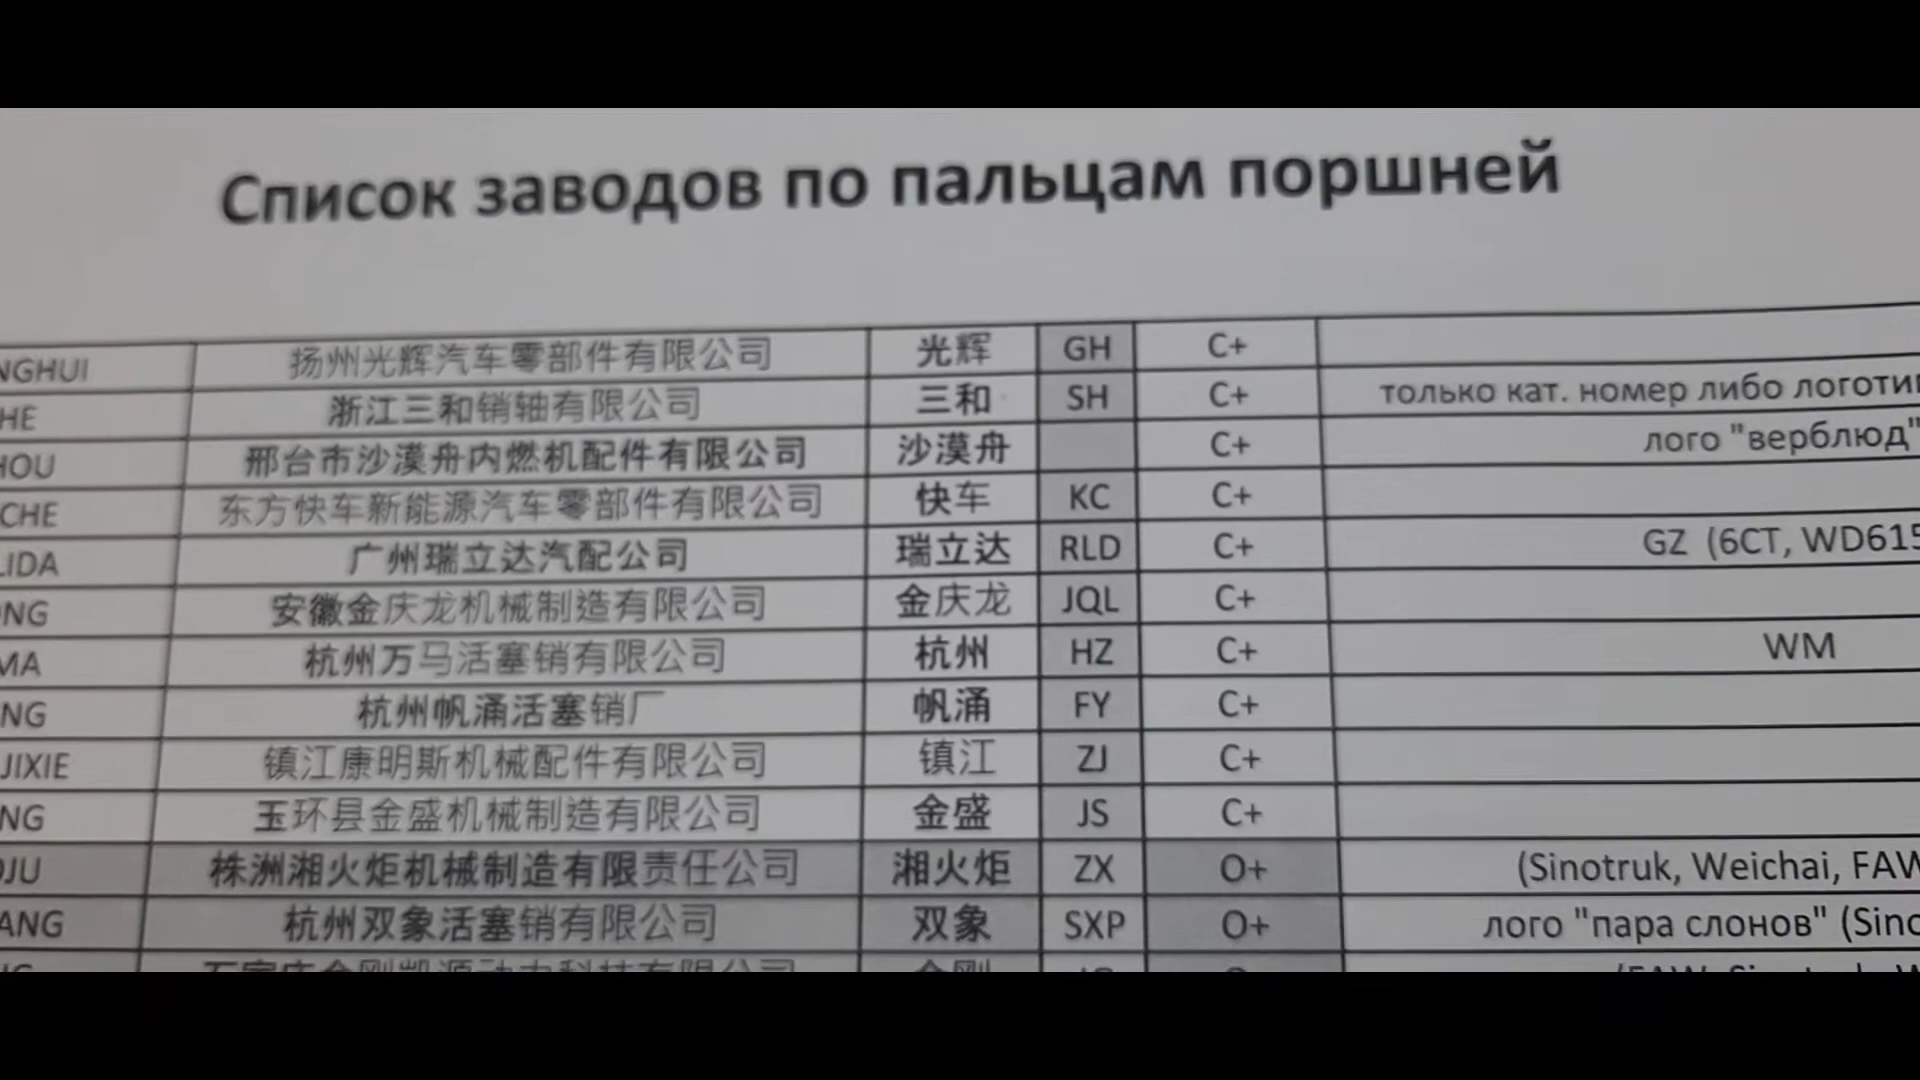 Список заводов по пальцам поршней
NGHUI 扬州光辉汽车零部件有限公司 光辉 GH C+
HE 浙江三和销轴有限公司 三和 SH C+ только кат. номер либо логотип
HOU 邢台市沙漠舟内燃机配件有限公司 沙漠舟 C+ лого "верблюд"
CHE 东方快车新能源汽车零部件有限公司 快车 KC C+
LIDA 广州瑞立达汽配公司 瑞立达 RLD C+ GZ (6CT, WD615
ONG 安徽金庆龙机械制造有限公司 金庆龙 JQL C+
MA 杭州万马活塞销有限公司 杭州 HZ C+ WM
NG 杭州帆涌活塞销厂 帆涌 FY C+
JIXIE 镇江康明斯机械配件有限公司 镇江 ZJ C+
NG 玉环县金盛机械制造有限公司 金盛 JS C+
OJU 株洲湘火炬机械制造有限责任公司 湘火炬 ZX O+ (Sinotruk, Weichai, FAW
ANG 杭州双象活塞销有限公司 双象 SXP O+ лого "пара слонов" (Sino